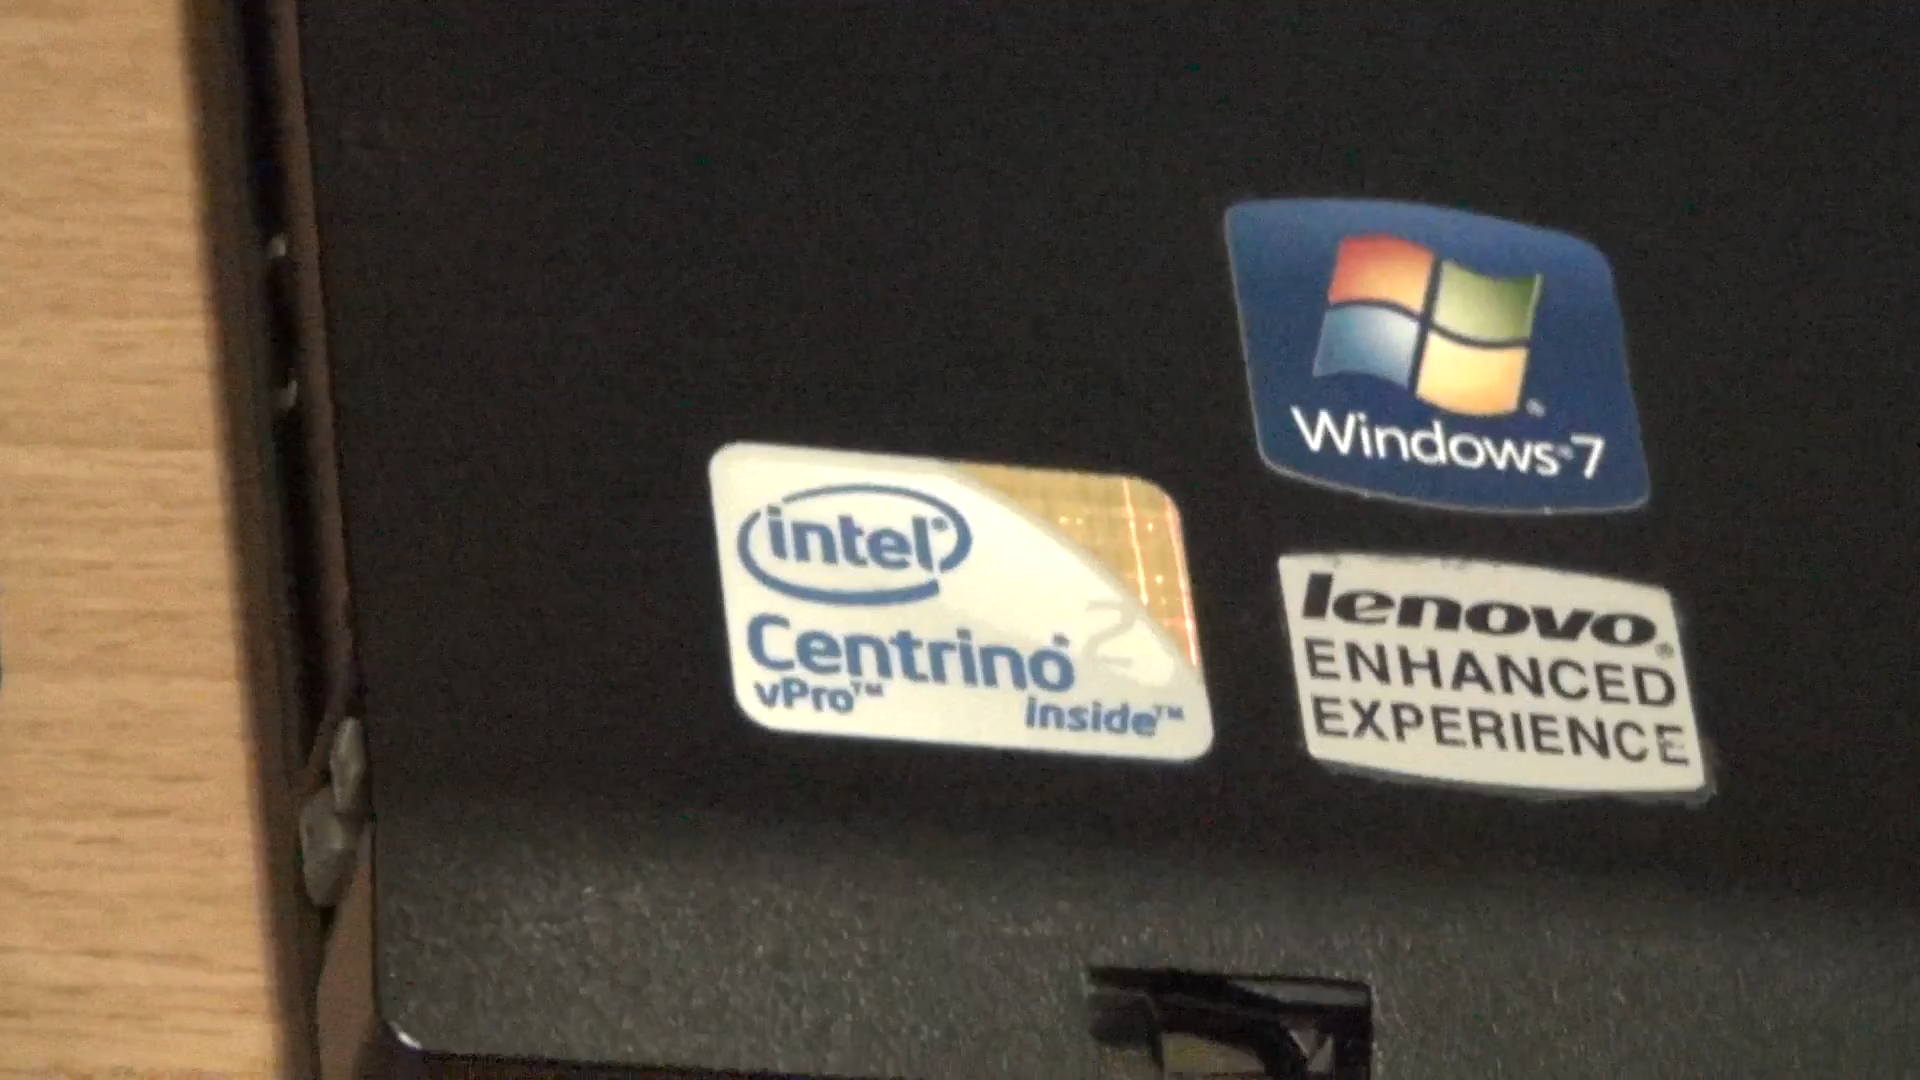 Windows®7
intel®
Centrino® 2
vPro™
inside™
lenovo®
ENHANCED
EXPERIENCE